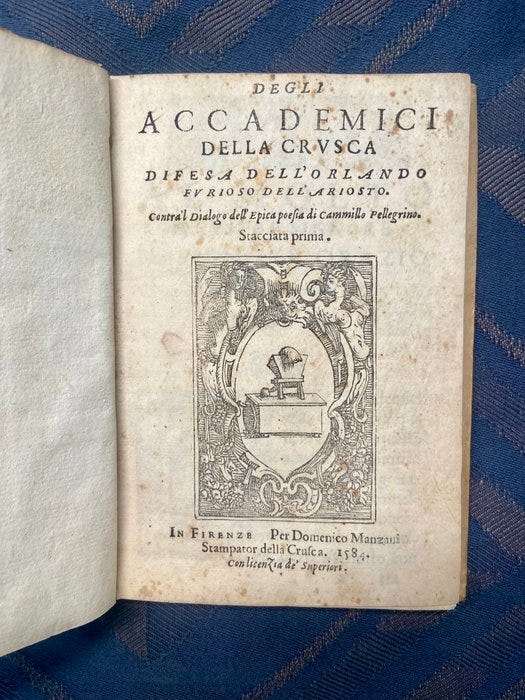 DEGLI
ACCADEMICI
DELLA CRVSCA
DIFESA DELL'ORLANDO
FVRIOSO DELL'ARIOSTO.
Contra'l Dialogo dell'Epica poesia di Cammillo Pellegrino.
Stacciata prima.
IN FIRENZE Per Domenico Manzani
Stampator della Crusca. 1584.
Con licenzia de' Superiori.